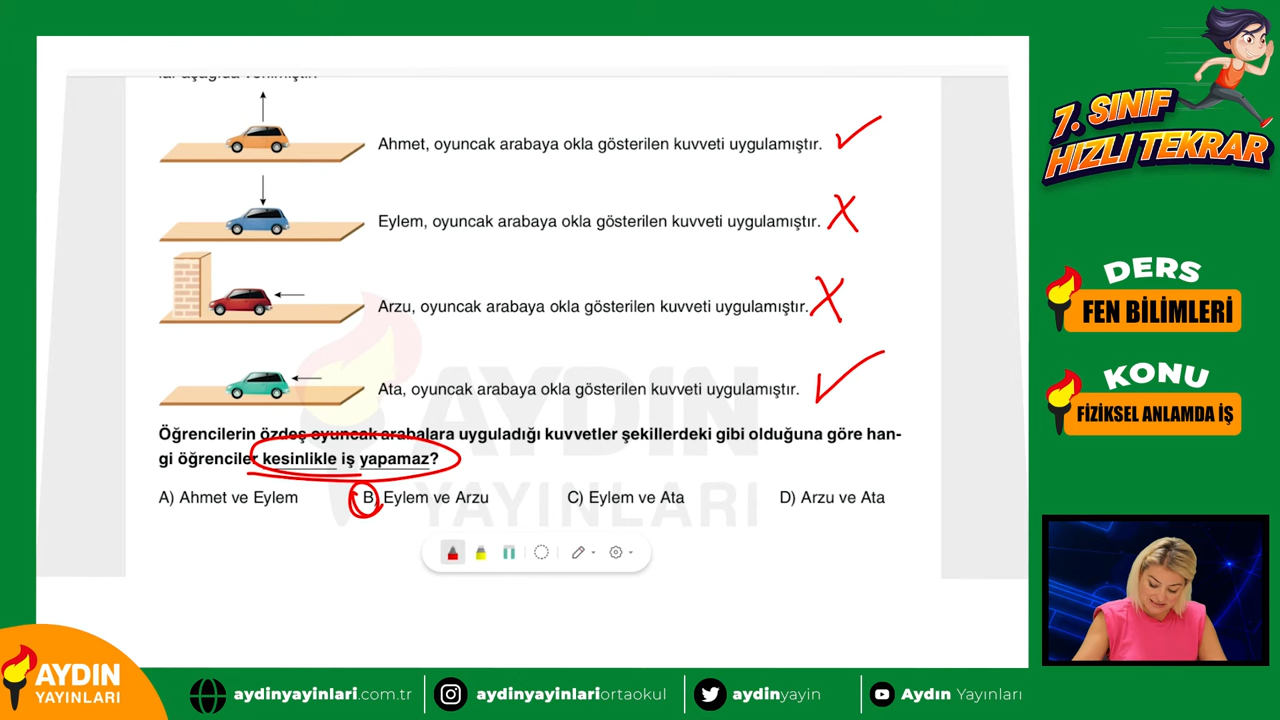 7. SINIF
HIZLI TEKRAR
Ahmet, oyuncak arabaya okla gösterilen kuvveti uygulamıştır.
Eylem, oyuncak arabaya okla gösterilen kuvveti uygulamıştır.
Arzu, oyuncak arabaya okla gösterilen kuvveti uygulamıştır.
Ata, oyuncak arabaya okla gösterilen kuvveti uygulamıştır.
Öğrencilerin özdeş oyuncak arabalara uyguladığı kuvvetler şekillerdeki gibi olduğuna göre han-
gi öğrenciler kesinlikle iş yapamaz?
A) Ahmet ve Eylem B) Eylem ve Arzu C) Eylem ve Ata D) Arzu ve Ata
AYDIN
YAYINLARI
DERS
FEN BİLİMLERİ
KONU
FİZİKSEL ANLAMDA İŞ
AYDIN
YAYINLARI
aydinyayinlari.com.tr aydinyayinlariortaokul aydinyayin Aydın Yayınları